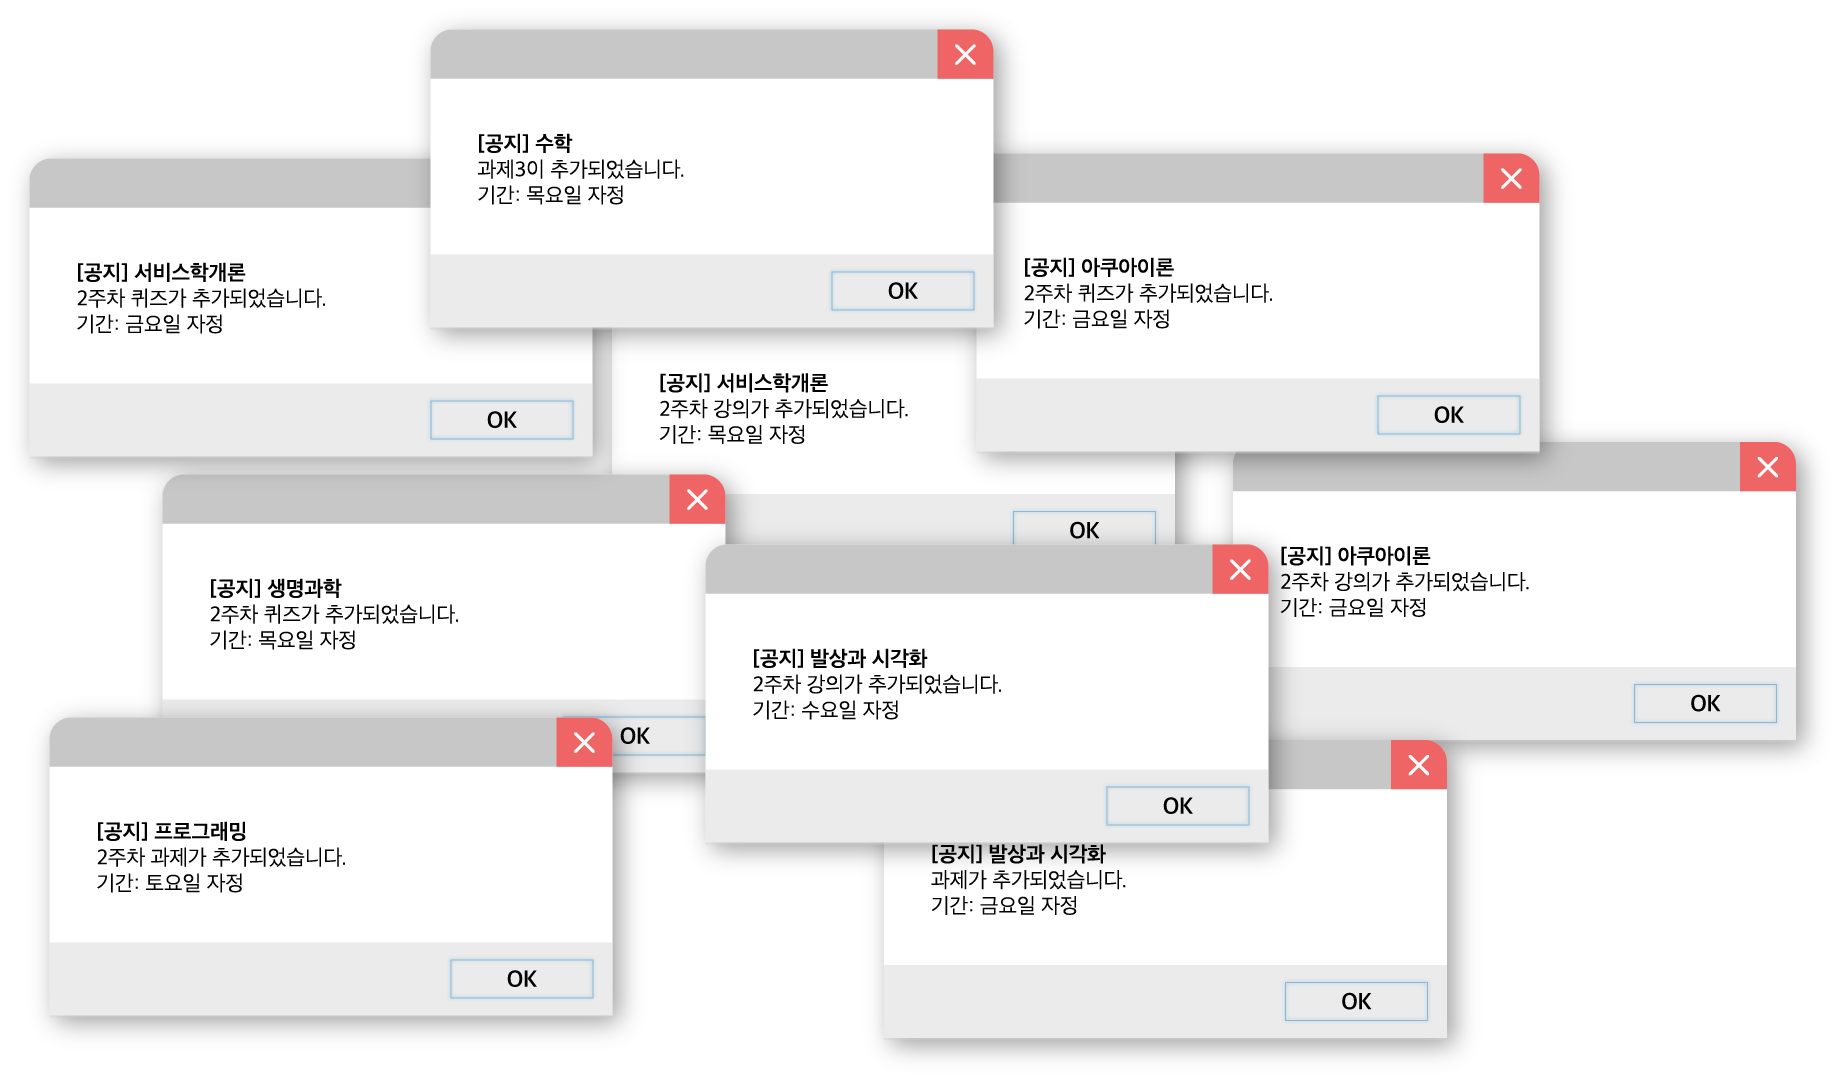 [공지] 수학
과제3이 추가되었습니다.
기간: 목요일 자정
OK
[공지] 서비스학개론
2주차 퀴즈가 추가되었습니다.
기간: 금요일 자정
OK
[공지] 아쿠아이론
2주차 퀴즈가 추가되었습니다.
기간: 금요일 자정
OK
[공지] 서비스학개론
2주차 강의가 추가되었습니다.
기간: 목요일 자정
OK
[공지] 아쿠아이론
2주차 강의가 추가되었습니다.
기간: 금요일 자정
OK
[공지] 생명과학
2주차 퀴즈가 추가되었습니다.
기간: 목요일 자정
OK
[공지] 발상과 시각화
2주차 강의가 추가되었습니다.
기간: 수요일 자정
OK
[공지] 프로그래밍
2주차 과제가 추가되었습니다.
기간: 토요일 자정
OK
[공지] 발상과 시각화
과제가 추가되었습니다.
기간: 금요일 자정
OK